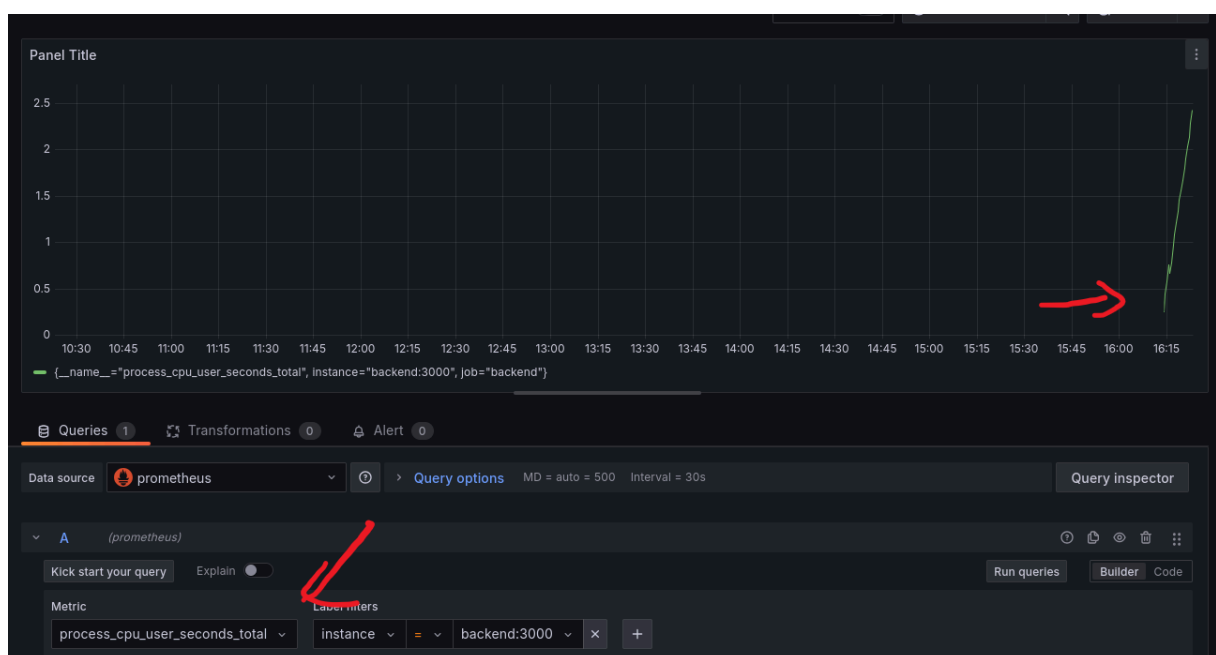 Panel Title
2.5
2
1.5
1
0.5
0
10:30 10:45 11:00 11:15 11:30 11:45 12:00 12:15 12:30 12:45 13:00 13:15 13:30 13:45 14:00 14:15 14:30 14:45 15:00 15:15 15:30 15:45 16:00 16:15
{__name__="process_cpu_user_seconds_total", instance="backend:3000", job="backend"}
Queries 1 Transformations 0 Alert 0
Data source prometheus Query options MD = auto = 500 Interval = 30s Query inspector
A (prometheus)
Kick start your query Explain Run queries Builder Code
Metric Label filters
process_cpu_user_seconds_total instance = backend:3000